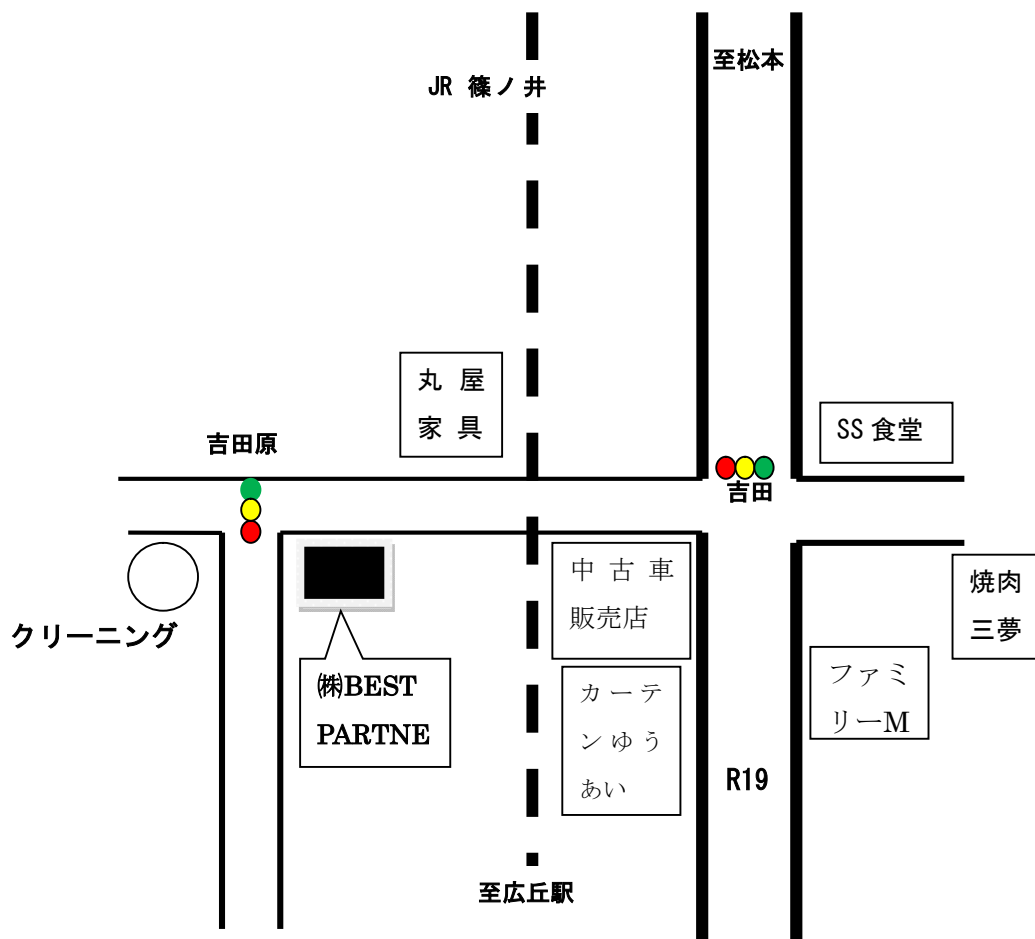 至松本
JR 篠ノ井
丸 屋
家 具
SS 食堂
吉田原
吉田
中 古 車
販売店
焼肉
三夢
クリーニング
㈱BEST
PARTNE
カーテ
ンゆう
あい
ファミ
リーM
R19
至広丘駅